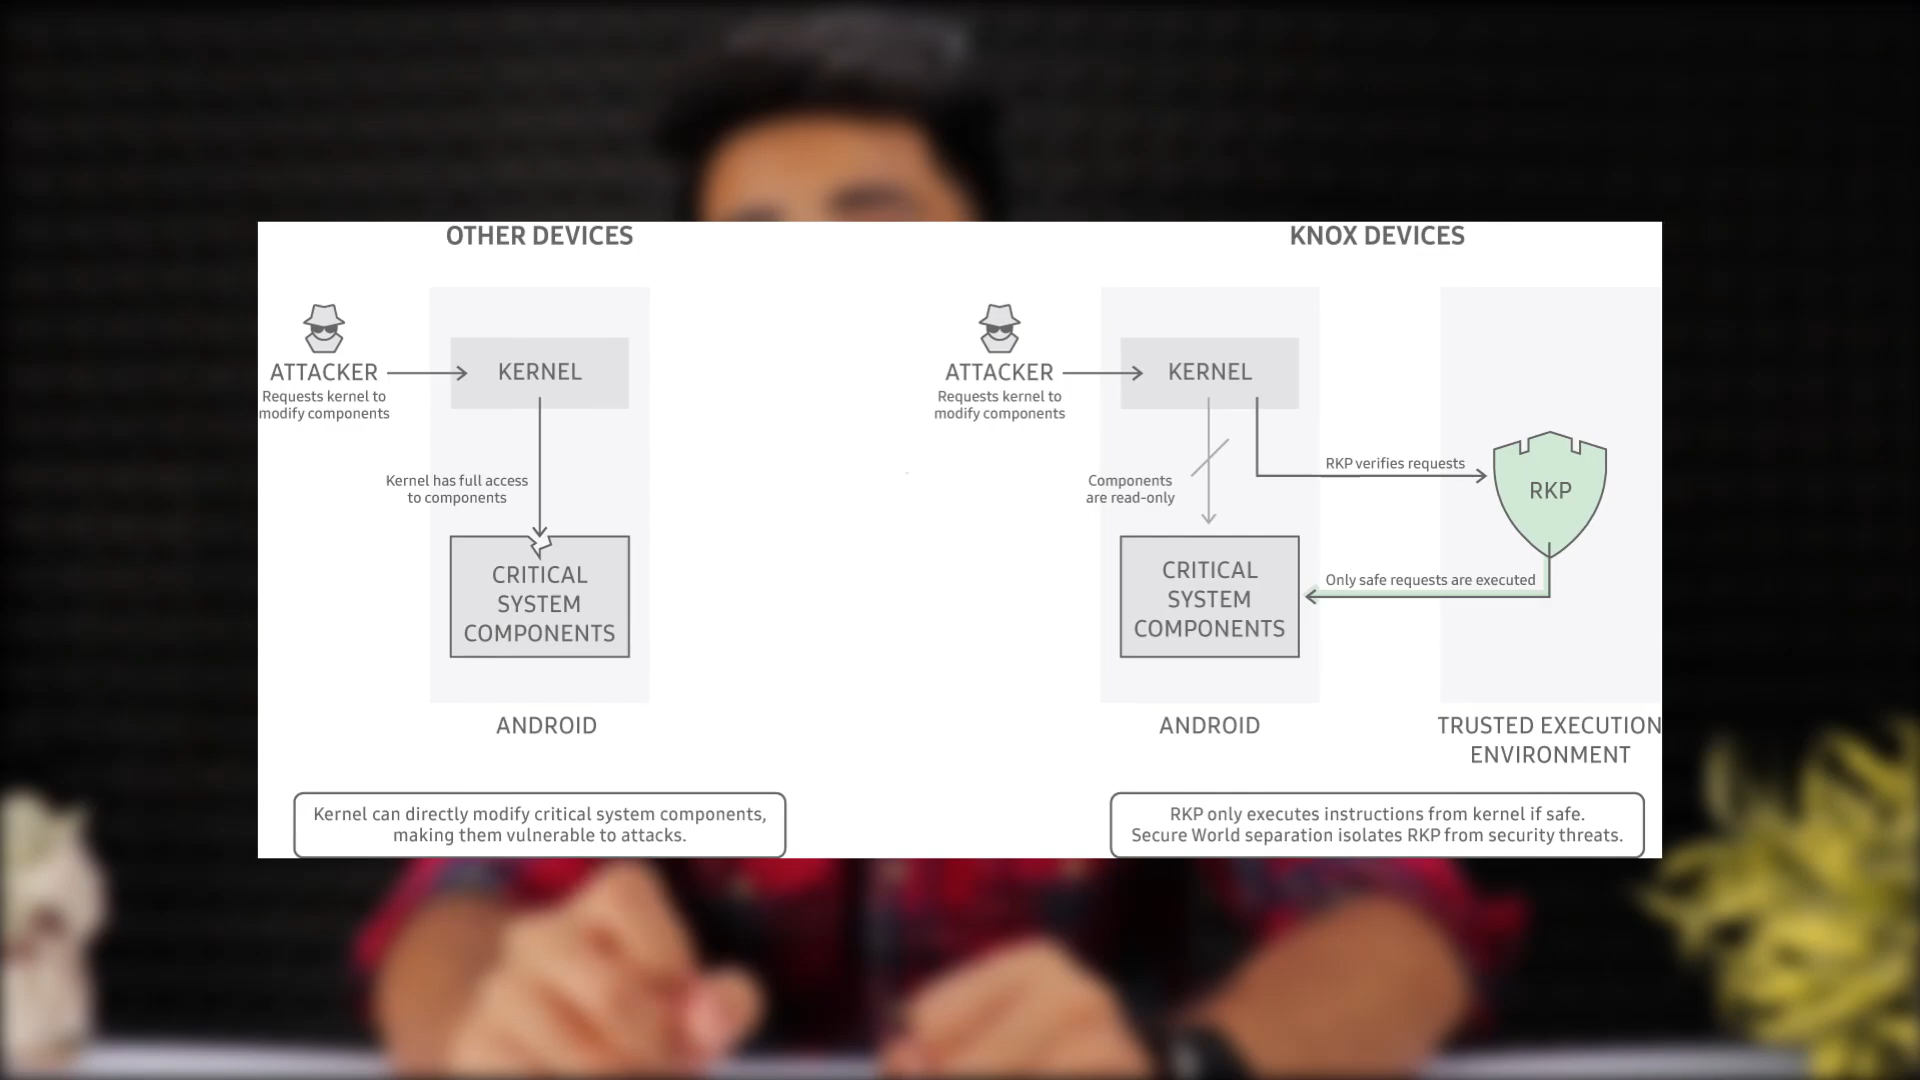 OTHER DEVICES
ATTACKER
Requests kernel to
modify components
KERNEL
Kernel has full access
to components
CRITICAL
SYSTEM
COMPONENTS
ANDROID
Kernel can directly modify critical system components,
making them vulnerable to attacks.
KNOX DEVICES
ATTACKER
Requests kernel to
modify components
KERNEL
Components
are read-only
RKP verifies requests
RKP
Only safe requests are executed
CRITICAL
SYSTEM
COMPONENTS
ANDROID
TRUSTED EXECUTION
ENVIRONMENT
RKP only executes instructions from kernel if safe.
Secure World separation isolates RKP from security threats.